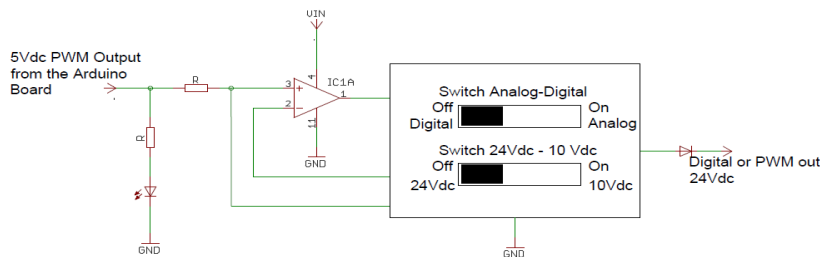 5Vdc PWM Output
from the Arduino
Board
R
R
GND
VIN
IC1A
3
2
1
4
11
GND
Switch Analog-Digital
Off
On
Digital
Analog
Switch 24Vdc - 10 Vdc
Off
On
24Vdc
10Vdc
GND
Digital or PWM out
24Vdc